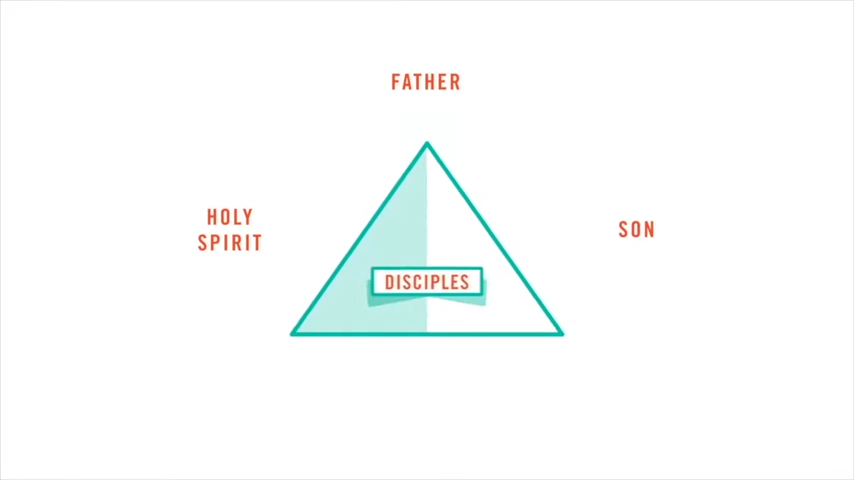 FATHER
HOLY
SPIRIT
SON
DISCIPLES